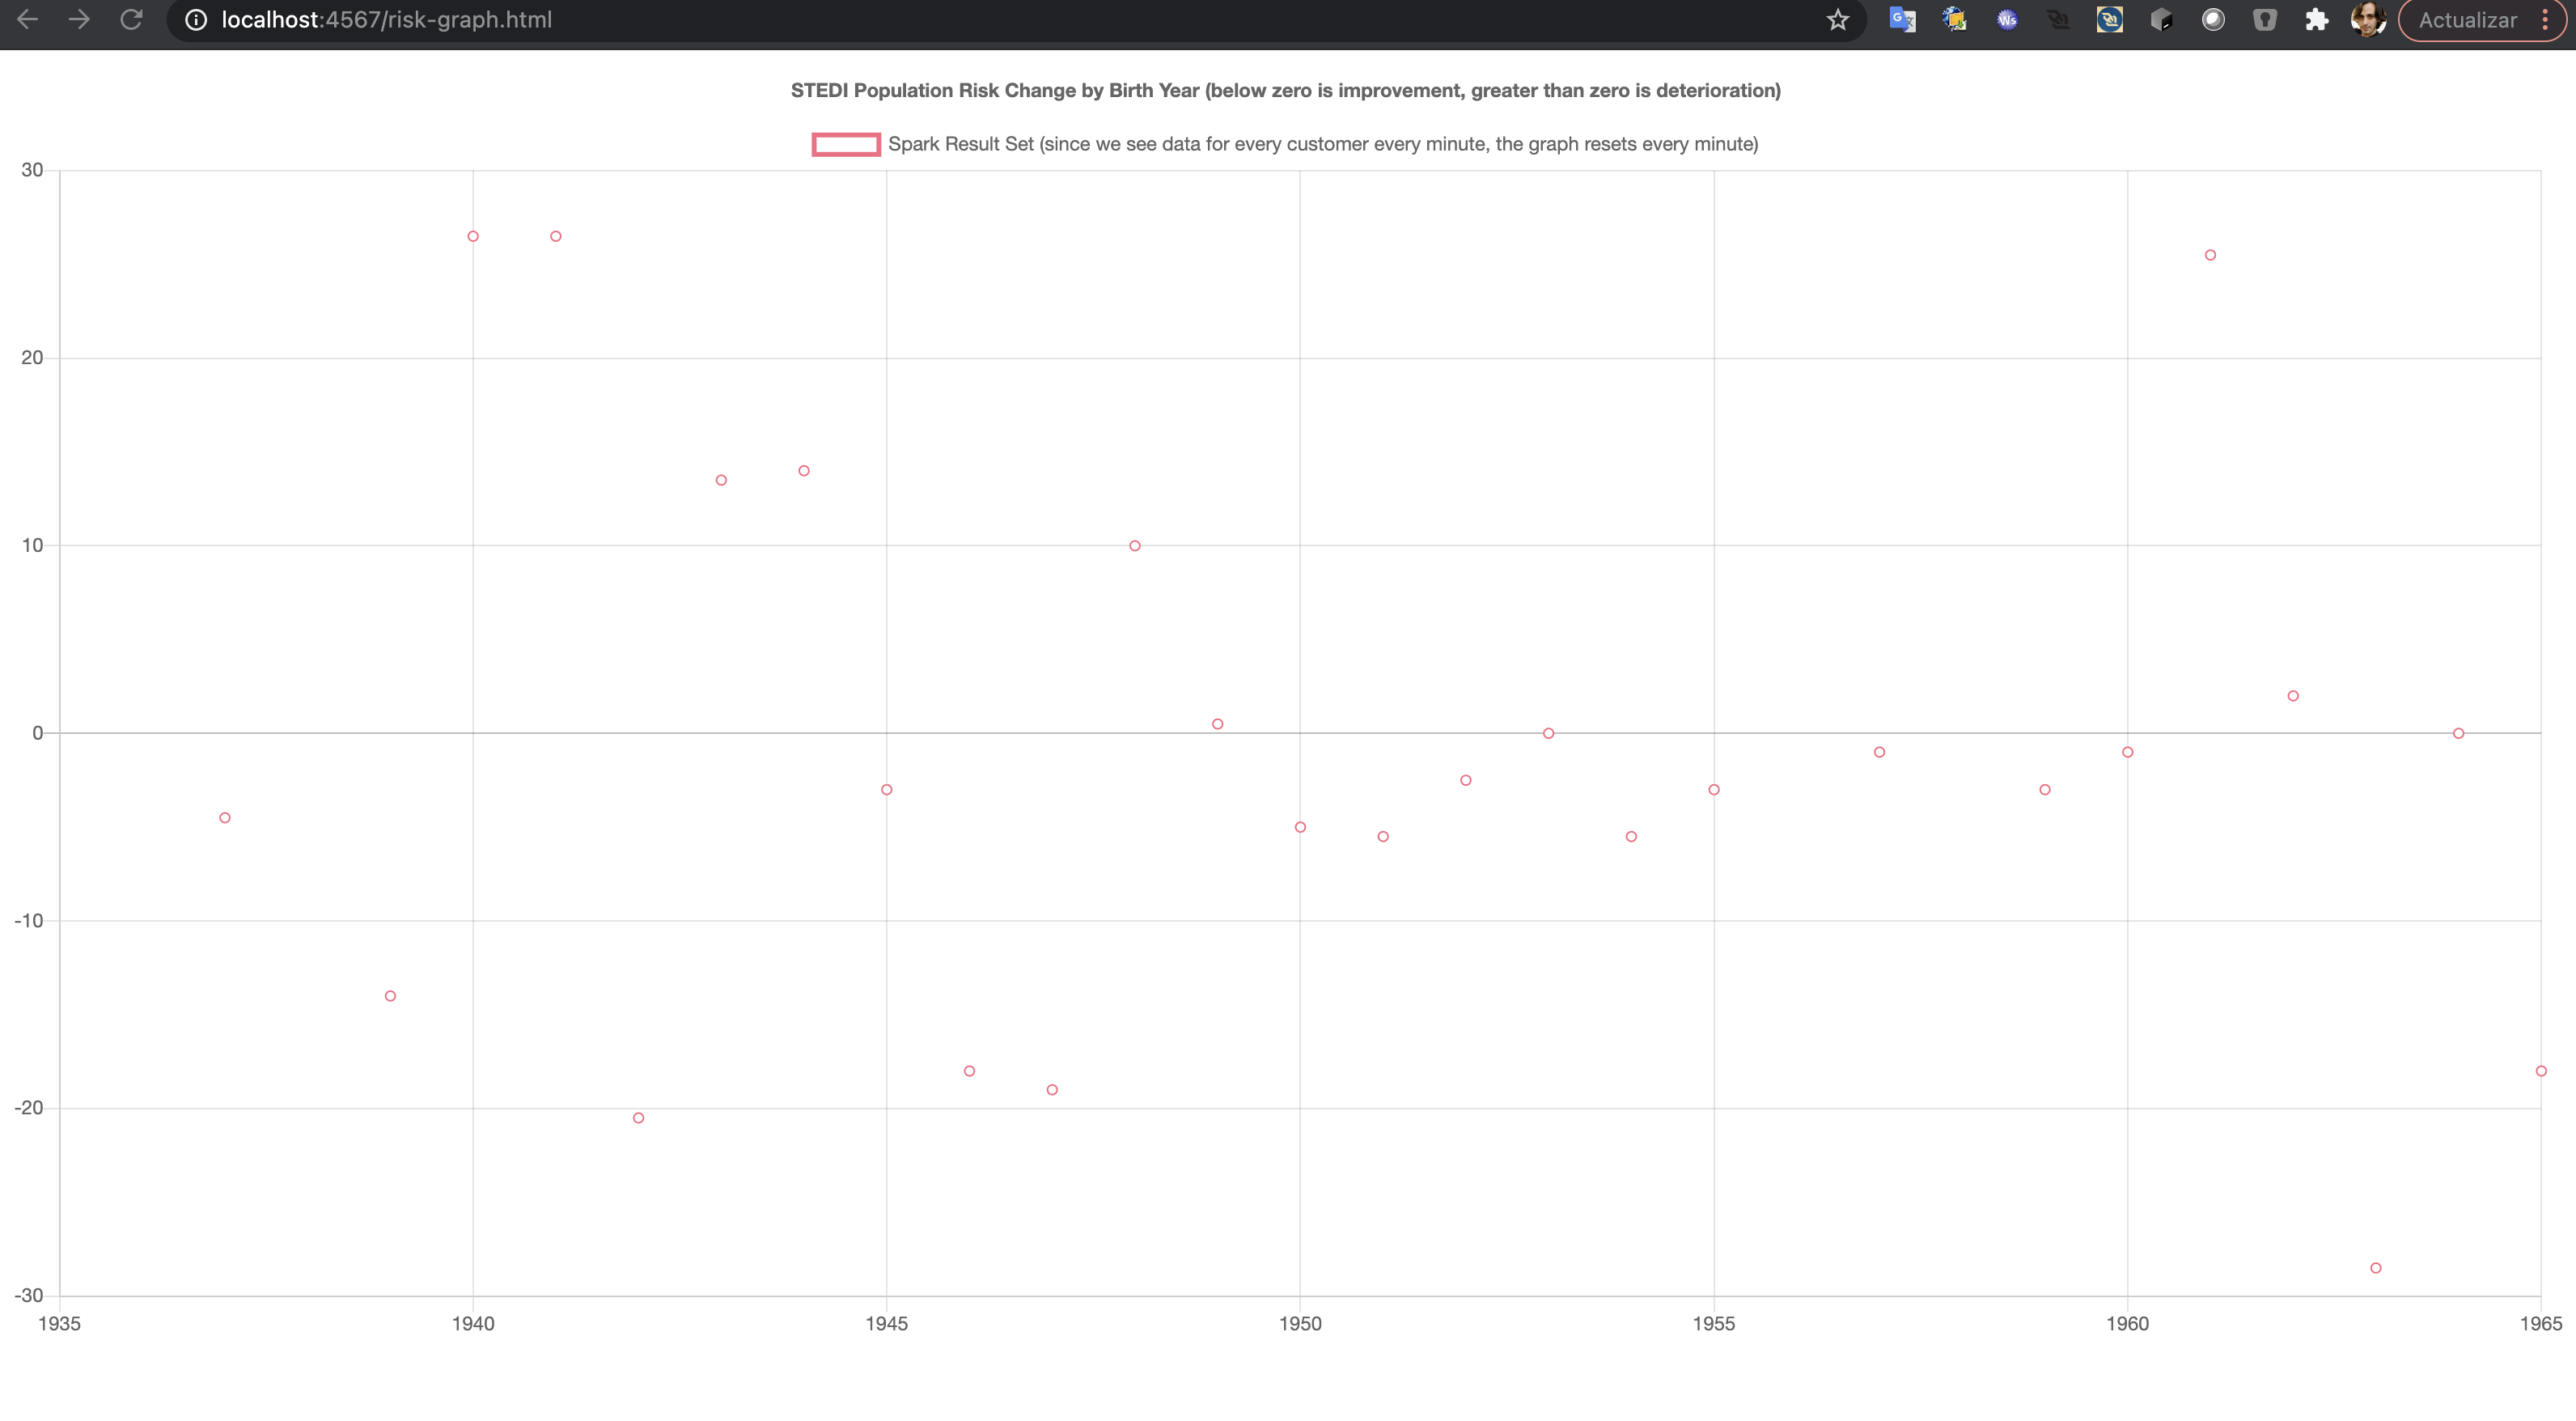 localhost:4567/risk-graph.html
Ws
Actualizar
STEDI Population Risk Change by Birth Year (below zero is improvement, greater than zero is deterioration)
Spark Result Set (since we see data for every customer every minute, the graph resets every minute)
30
20
10
0
-10
-20
-30
1935 1940 1945 1950 1955 1960 1965